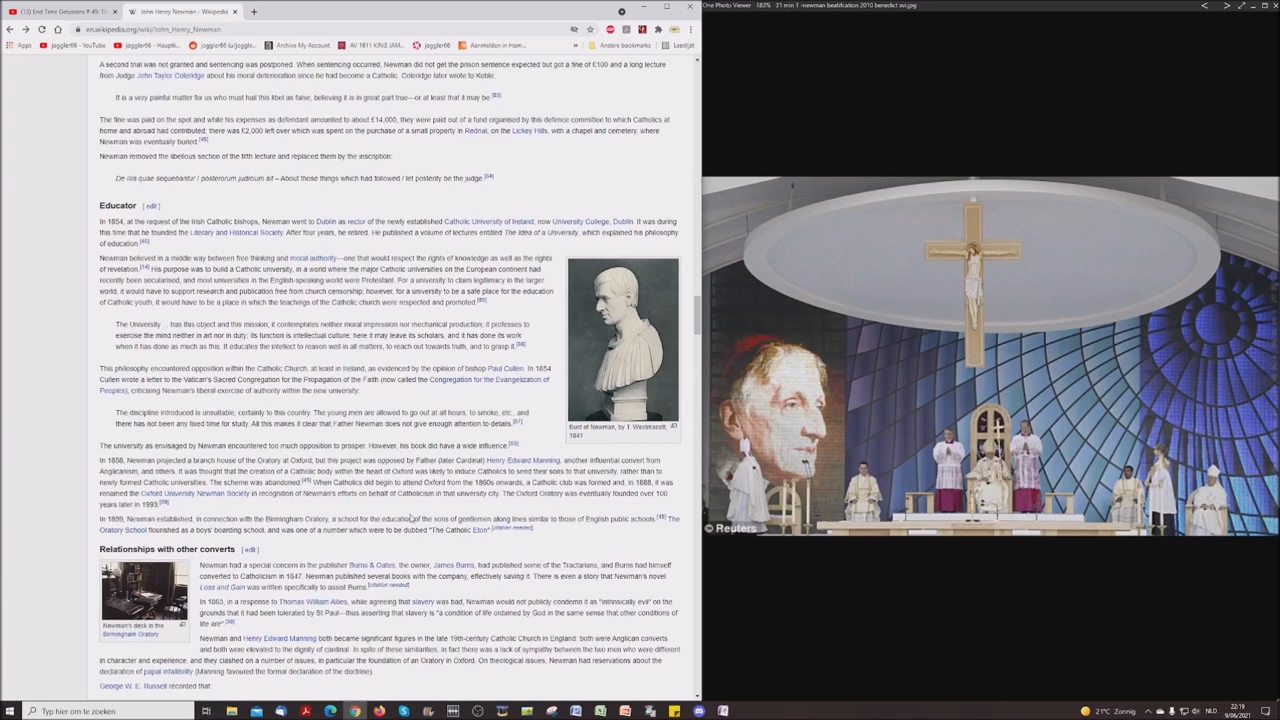 (13) End Time Delusions # 49: T
John Henry Newman - Wikipedia
One Photo Viewer - 183% 31 min 1 -newman beatifcation 2010 benedict xvi.jpg
en.wikipedia.org/wiki/John_Henry_Newman
Apps
joggler66 - YouTube
joggler66 - Haupts
joggler66 (u/joggle...
Archive My Account
AV 1611 KING JAM
joggler66
Aanmelden in Hom...
Andere bookmarks
Leeslijst
A second trial was not granted and sentencing was postponed. When sentencing occurred, Newman did not get the prison sentence expected but got a fine of £100 and a long lecture
from Judge John Taylor Coleridge about his moral deterioration since he had become a Catholic. Coleridge later wrote to Keble:
It is a very painful matter for us who must hail this libel as false, believing it is in great part true—or at least that it may be.[83]
The fine was paid on the spot and while his expenses as defendant amounted to about £14,000, they were paid out of a fund organised by this defence committee to which Catholics at
home and abroad had contributed; there was £2,000 left over which was spent on the purchase of a small property in Rednal, on the Lickey Hills, with a chapel and cemetery, where
Newman was eventually buried.[45]
Newman removed the libellous section of the fifth lecture and replaced them by the inscription:
De illis quae sequebantur / posterorum judicium sit – About those things which had followed / let posterity be the judge.[84]
Educator [ edit ]
In 1854, at the request of the Irish Catholic bishops, Newman went to Dublin as rector of the newly established Catholic University of Ireland, now University College, Dublin. It was during
this time that he founded the Literary and Historical Society. After four years, he retired. He published a volume of lectures entitled The Idea of a University, which explained his philosophy
of education.[45]
Newman believed in a middle way between free thinking and moral authority—one that would respect the rights of knowledge as well as the rights
of revelation.[14] His purpose was to build a Catholic university, in a world where the major Catholic universities on the European continent had
recently been secularised, and most universities in the English-speaking world were Protestant. For a university to claim legitimacy in the larger
world, it would have to support research and publication free from church censorship; however, for a university to be a safe place for the education
of Catholic youth, it would have to be a place in which the teachings of the Catholic church were respected and promoted.[85]
The University ... has this object and this mission; it contemplates neither moral impression nor mechanical production; it professes to
exercise the mind neither in art nor in duty; its function is intellectual culture; here it may leave its scholars, and it has done its work
when it has done as much as this. It educates the intellect to reason well in all matters, to reach out towards truth, and to grasp it.[86]
This philosophy encountered opposition within the Catholic Church, at least in Ireland, as evidenced by the opinion of bishop Paul Cullen. In 1854
Cullen wrote a letter to the Vatican's Sacred Congregation for the Propagation of the Faith (now called the Congregation for the Evangelization of
Peoples), criticising Newman's liberal exercise of authority within the new university:
Bust of Newman, by T. Westmacott,
1841
The discipline introduced is unsuitable, certainly to this country. The young men are allowed to go out at all hours, to smoke, etc., and
there has not been any fixed time for study. All this makes it clear that Father Newman does not give enough attention to details.[87]
The university as envisaged by Newman encountered too much opposition to prosper. However, his book did have a wide influence.[88]
In 1858, Newman projected a branch house of the Oratory at Oxford; but this project was opposed by Father (later Cardinal) Henry Edward Manning, another influential convert from
Anglicanism, and others. It was thought that the creation of a Catholic body within the heart of Oxford was likely to induce Catholics to send their sons to that university, rather than to
newly formed Catholic universities. The scheme was abandoned.[45] When Catholics did begin to attend Oxford from the 1860s onwards, a Catholic club was formed and, in 1888, it was
renamed the Oxford University Newman Society in recognition of Newman's efforts on behalf of Catholicism in that university city. The Oxford Oratory was eventually founded over 100
years later in 1993.
In 1859, Newman established, in connection with the Birmingham Oratory, a school for the education of the sons of gentlemen along lines similar to those of English public schools.[45] The
Oratory School flourished as a boys' boarding school, and was one of a number which were to be dubbed "The Catholic Eton".[citation needed]
Relationships with other converts [ edit ]
Newman's desk in the
Birmingham Oratory
Newman had a special concern in the publisher Burns & Oates; the owner, James Burns, had published some of the Tractarians, and Burns had himself
converted to Catholicism in 1847. Newman published several books with the company, effectively saving it. There is even a story that Newman's novel
Loss and Gain was written specifically to assist Burns.[citation needed]
In 1863, in a response to Thomas William Allies, while agreeing that slavery was bad, Newman would not publicly condemn it as "intrinsically evil" on the
grounds that it had been tolerated by St Paul—thus asserting that slavery is "a condition of life ordained by God in the same sense that other conditions of
life are".
Newman and Henry Edward Manning both became significant figures in the late 19th-century Catholic Church in England: both were Anglican converts
and both were elevated to the dignity of cardinal. In spite of these similarities, in fact there was a lack of sympathy between the two men who were different
in character and experience, and they clashed on a number of issues, in particular the foundation of an Oratory in Oxford. On theological issues, Newman had reservations about the
declaration of papal infallibility (Manning favoured the formal declaration of the doctrine).
George W. E. Russell recorded that:
© Reuters
Typ hier om te zoeken
21°C Zonnig
NLD
22:19
9/06/2021